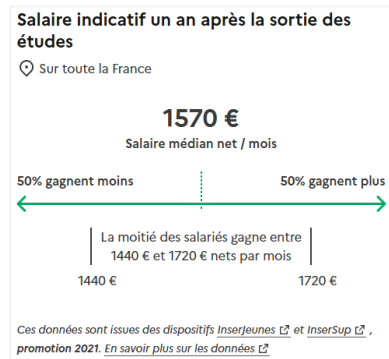 Salaire indicatif un an après la sortie des
études
Sur toute la France
1570 €
Salaire médian net / mois
50% gagnent moins
50% gagnent plus
La moitié des salariés gagne entre
1440 € et 1720 € nets par mois
1440 €
1720 €
Ces données sont issues des dispositifs InserJeunes et InserSup ,
promotion 2021. En savoir plus sur les données